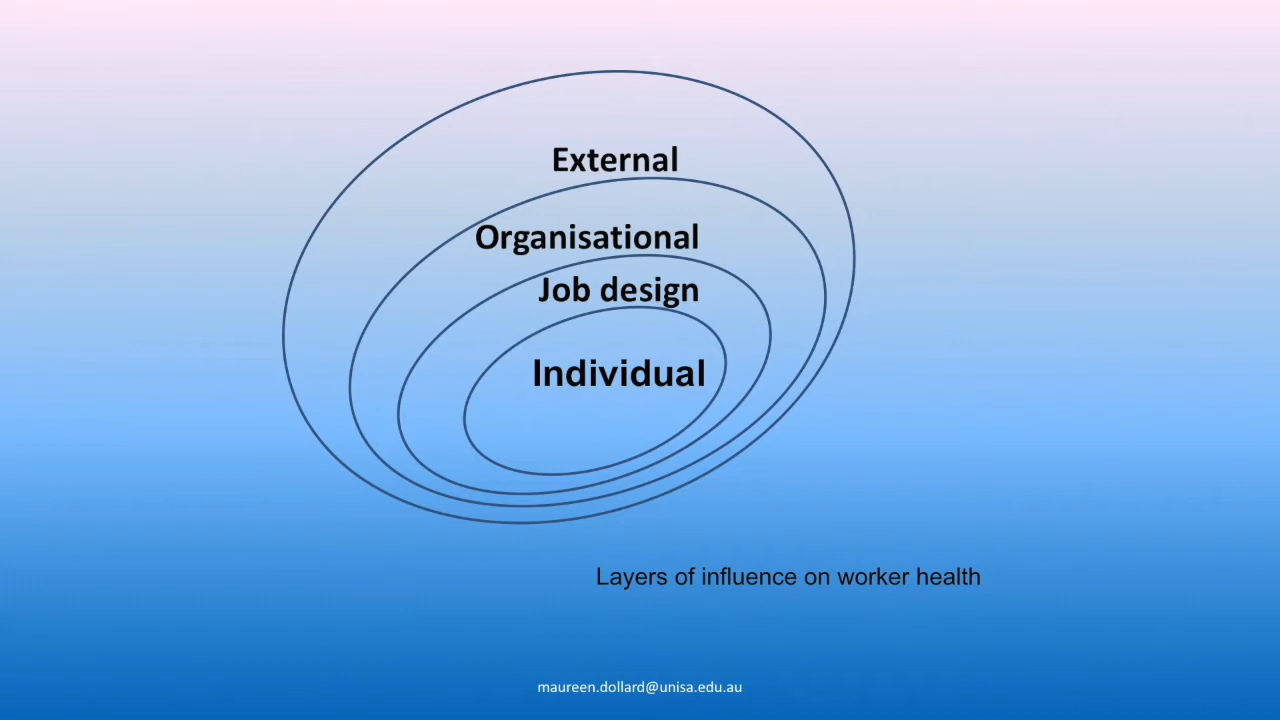 External
Organisational
Job design
Individual
Layers of influence on worker health
maureen.dollard@unisa.edu.au